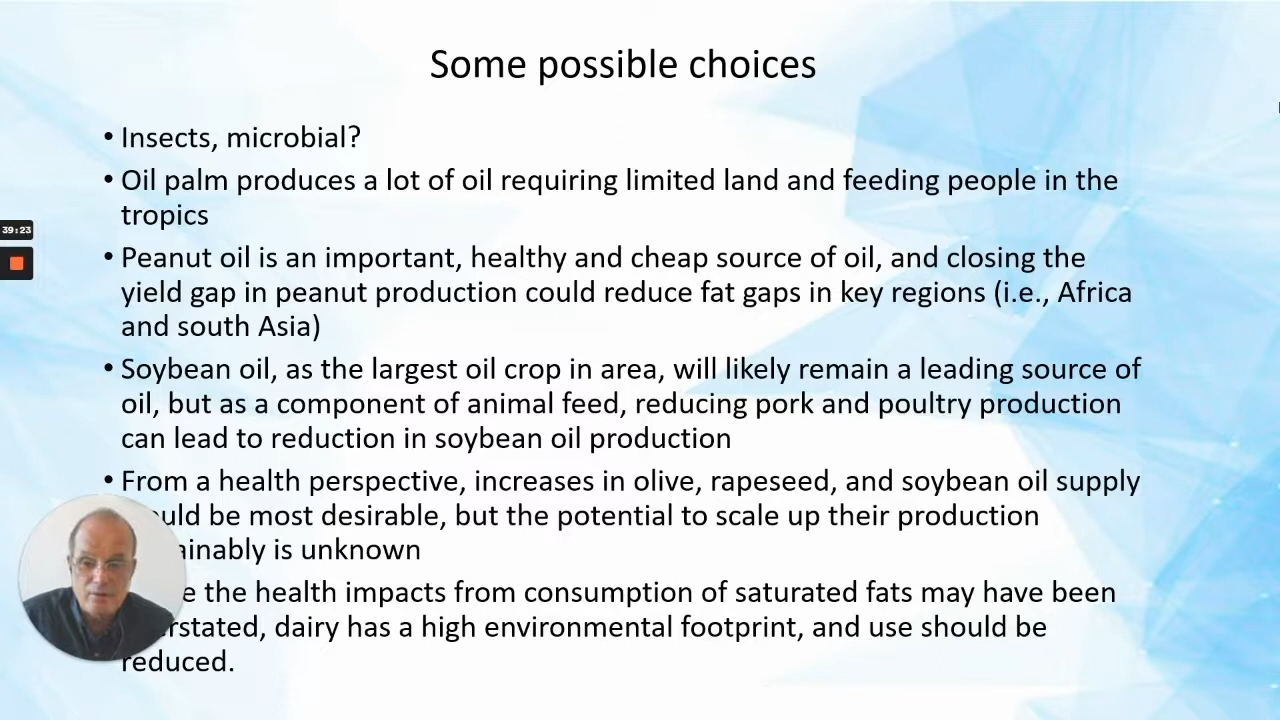 Some possible choices
• Insects, microbial?
• Oil palm produces a lot of oil requiring limited land and feeding people in the
tropics
• Peanut oil is an important, healthy and cheap source of oil, and closing the
yield gap in peanut production could reduce fat gaps in key regions (i.e., Africa
and south Asia)
39:23
• Soybean oil, as the largest oil crop in area, will likely remain a leading source of
oil, but as a component of animal feed, reducing pork and poultry production
can lead to reduction in soybean oil production
• From a health perspective, increases in olive, rapeseed, and soybean oil supply
be most desirable, but the potential to scale up their production
is unknown
the health impacts from consumption of saturated fats may have been
dairy has a high environmental footprint, and use should be
reduced.